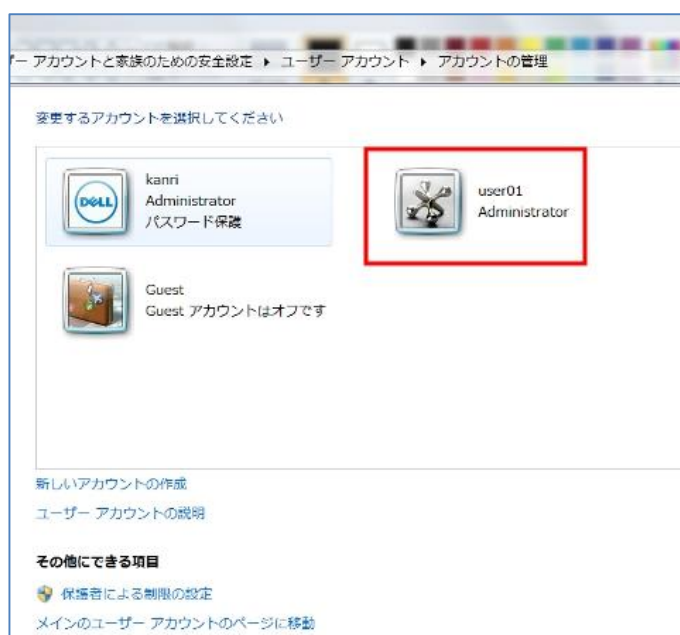 ー アカウントと家族のための安全設定 ▸ ユーザー アカウント ▸ アカウントの管理
変更するアカウントを選択してください
DELL
kanri
Administrator
パスワード保護
user01
Administrator
Guest
Guest アカウントはオフです
新しいアカウントの作成
ユーザー アカウントの説明
その他にできる項目
保護者による制限の設定
メインのユーザー アカウントのページに移動